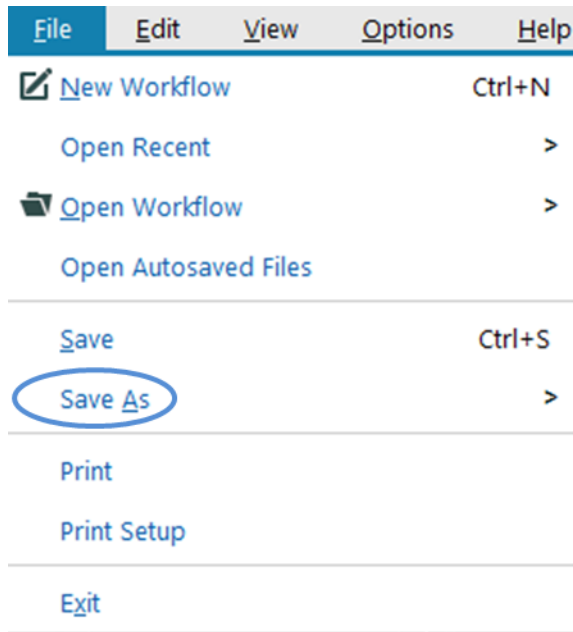 File Edit View Options Help
New Workflow Ctrl+N
Open Recent >
Open Workflow >
Open Autosaved Files
Save Ctrl+S
Save As >
Print
Print Setup
Exit